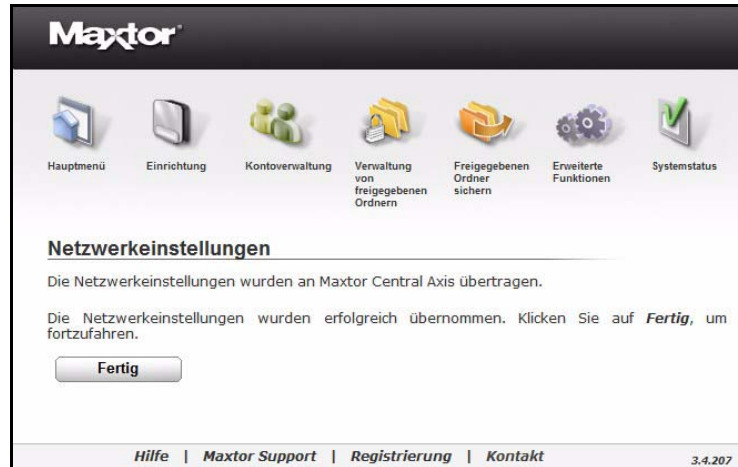 Maxtor
Hauptmenü
Einrichtung
Kontoverwaltung
Verwaltung
von
freigegebenen
Ordnern
Freigegebenen
Ordner
sichern
Erweiterte
Funktionen
Systemstatus
Netzwerkeinstellungen
Die Netzwerkeinstellungen wurden an Maxtor Central Axis übertragen.
Die Netzwerkeinstellungen wurden erfolgreich übernommen. Klicken Sie auf Fertig, um
fortzufahren.
Fertig
Hilfe | Maxtor Support | Registrierung | Kontakt
3.4.207